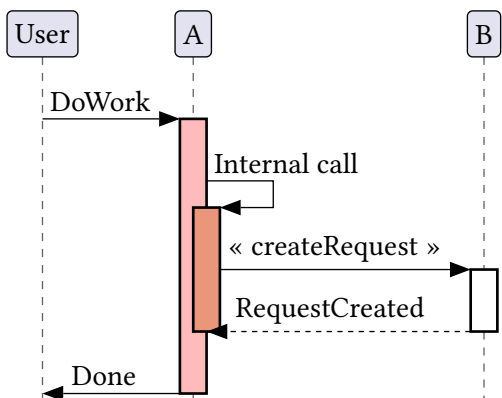 User
A
B
DoWork
Internal call
« createRequest »
RequestCreated
Done